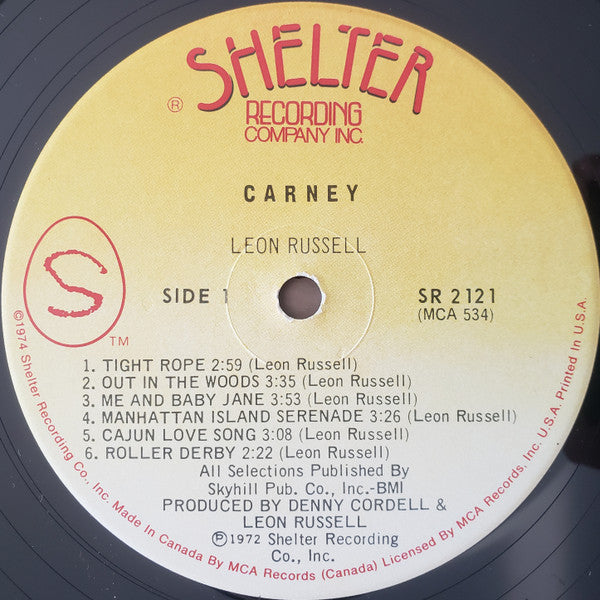 SHELTER
®
RECORDING
COMPANY INC.
CARNEY
LEON RUSSELL
S
TM
SIDE 1
SR 2121
(MCA 534)
1. TIGHT ROPE 2:59 (Leon Russell)
2. OUT IN THE WOODS 3:35 (Leon Russell)
3. ME AND BABY JANE 3:53 (Leon Russell)
4. MANHATTAN ISLAND SERENADE 3:26 (Leon Russell)
5. CAJUN LOVE SONG 3:08 (Leon Russell)
6. ROLLER DERBY 2:22 (Leon Russell)
All Selections Published By
Skyhill Pub. Co., Inc.-BMI
PRODUCED BY DENNY CORDELL &
LEON RUSSELL
℗1972 Shelter Recording
Co., Inc.
©1974 Shelter Recording Co., Inc. Made In Canada By MCA Records (Canada) Licensed By MCA Records, Inc. U.S.A. Printed In U.S.A.